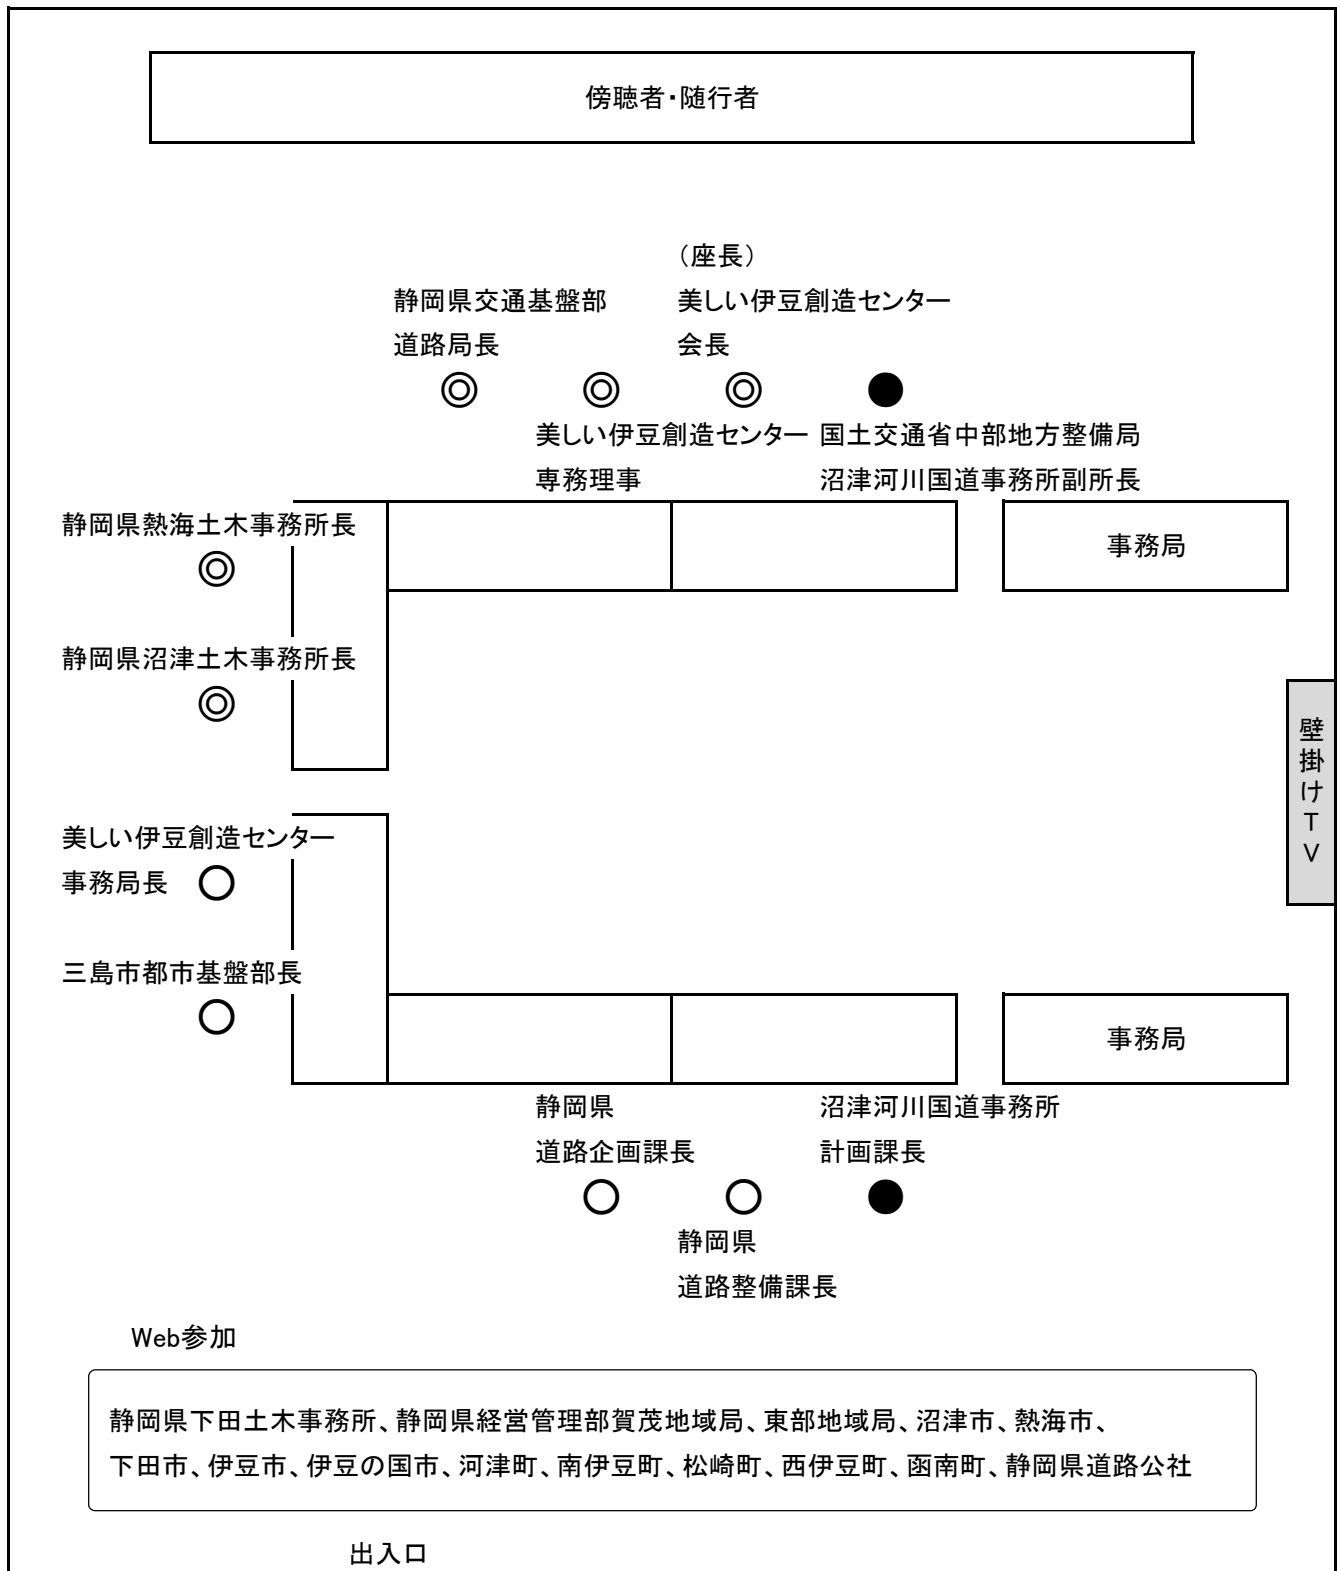 傍聴者・随行者
（座長）
静岡県交通基盤部
道路局長
美しい伊豆創造センター
会長
◎
◎
◎
●
美しい伊豆創造センター
専務理事
国土交通省中部地方整備局
沼津河川国道事務所副所長
静岡県熱海土木事務所長
◎
事務局
静岡県沼津土木事務所長
◎
壁掛けTV
美しい伊豆創造センター
事務局長 ○
三島市都市基盤部長
○
事務局
静岡県
道路企画課長
沼津河川国道事務所
計画課長
○
○
●
静岡県
道路整備課長
Web参加
静岡県下田土木事務所、静岡県経営管理部賀茂地域局、東部地域局、沼津市、熱海市、
下田市、伊豆市、伊豆の国市、河津町、南伊豆町、松崎町、西伊豆町、函南町、静岡県道路公社
出入口